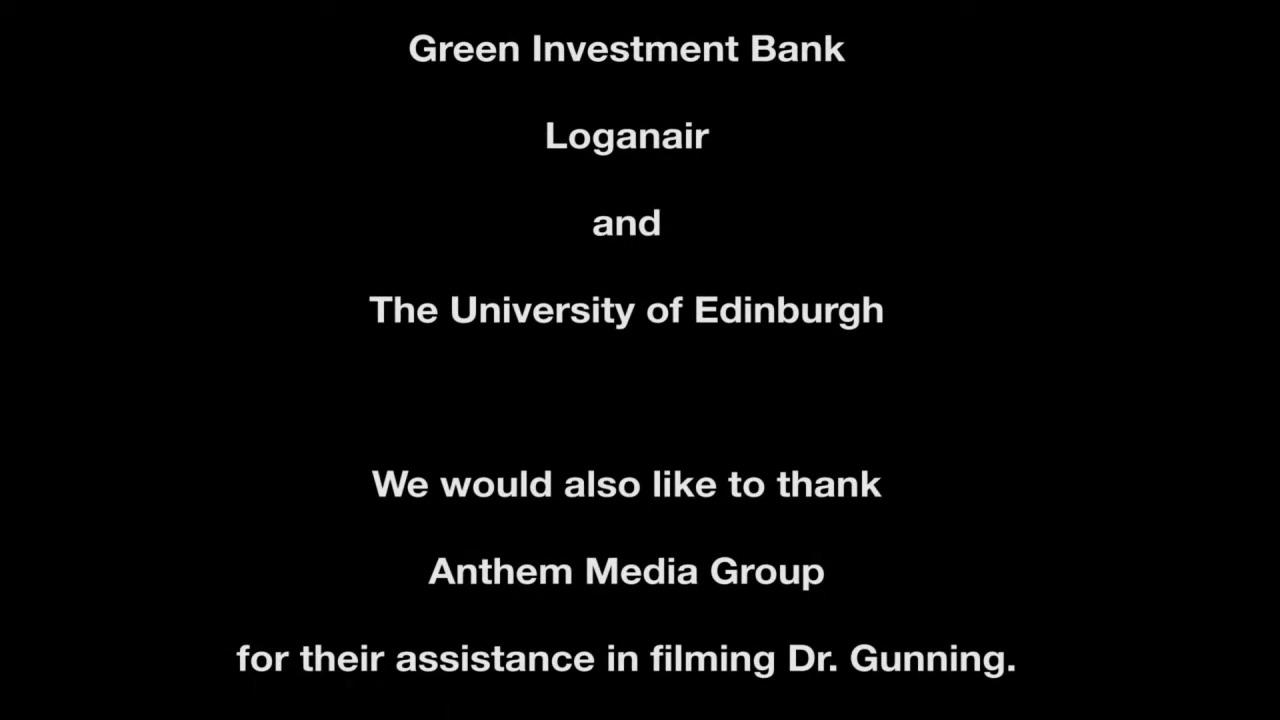 Green Investment Bank
Loganair
and
The University of Edinburgh
We would also like to thank
Anthem Media Group
for their assistance in filming Dr. Gunning.